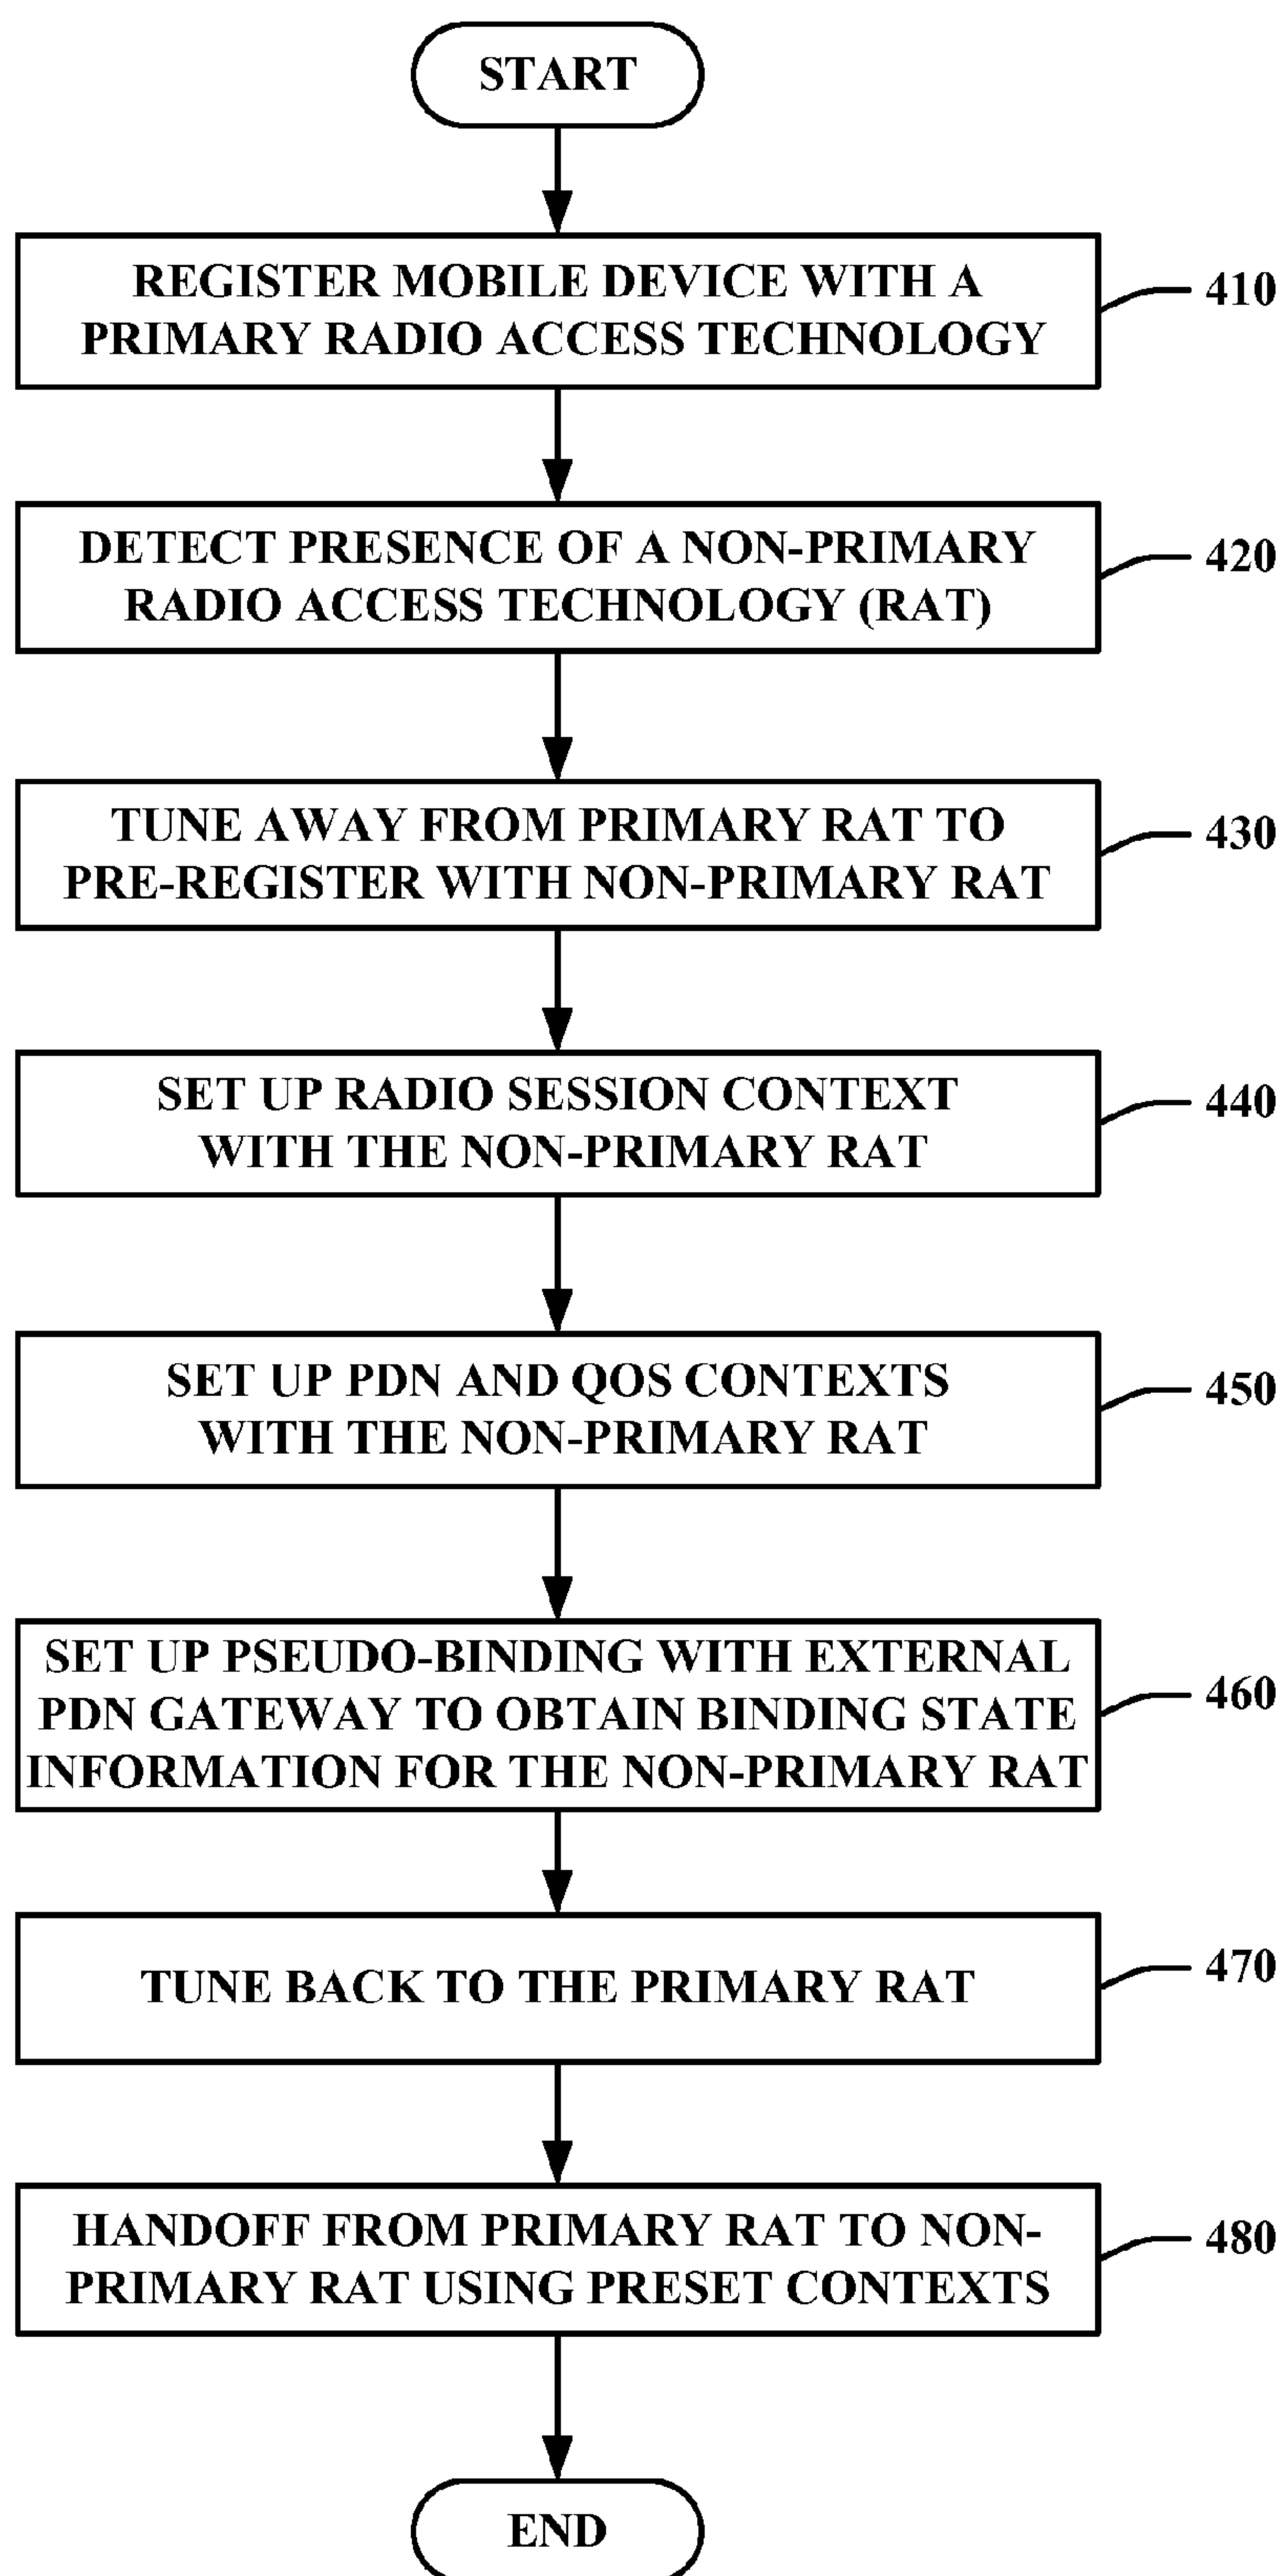 START
REGISTER MOBILE DEVICE WITH A
PRIMARY RADIO ACCESS TECHNOLOGY
410
DETECT PRESENCE OF A NON-PRIMARY
RADIO ACCESS TECHNOLOGY (RAT)
420
TUNE AWAY FROM PRIMARY RAT TO
PRE-REGISTER WITH NON-PRIMARY RAT
430
SET UP RADIO SESSION CONTEXT
WITH THE NON-PRIMARY RAT
440
SET UP PDN AND QOS CONTEXTS
WITH THE NON-PRIMARY RAT
450
SET UP PSEUDO-BINDING WITH EXTERNAL
PDN GATEWAY TO OBTAIN BINDING STATE
INFORMATION FOR THE NON-PRIMARY RAT
460
TUNE BACK TO THE PRIMARY RAT
470
HANDOFF FROM PRIMARY RAT TO NON-
PRIMARY RAT USING PRESET CONTEXTS
480
END